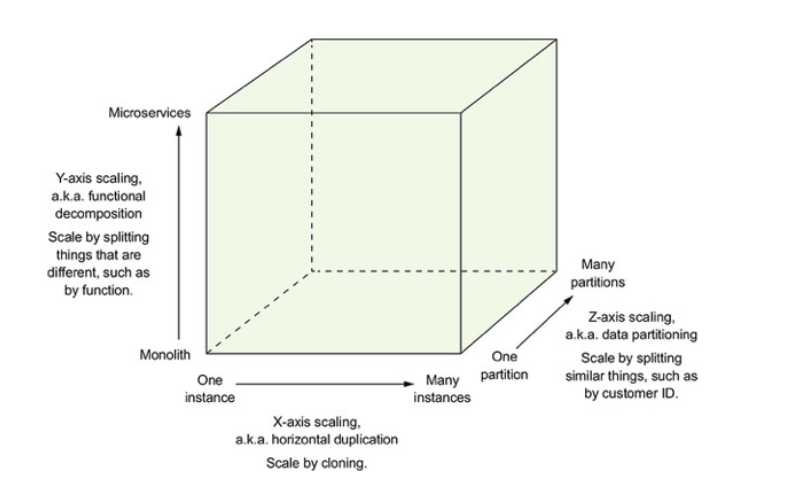 Microservices
Y-axis scaling,
a.k.a. functional
decomposition
Scale by splitting
things that are
different, such as
by function.
Monolith
One
instance
Many
instances
X-axis scaling,
a.k.a. horizontal duplication
Scale by cloning.
One
partition
Many
partitions
Z-axis scaling,
a.k.a. data partitioning
Scale by splitting
similar things, such as
by customer ID.